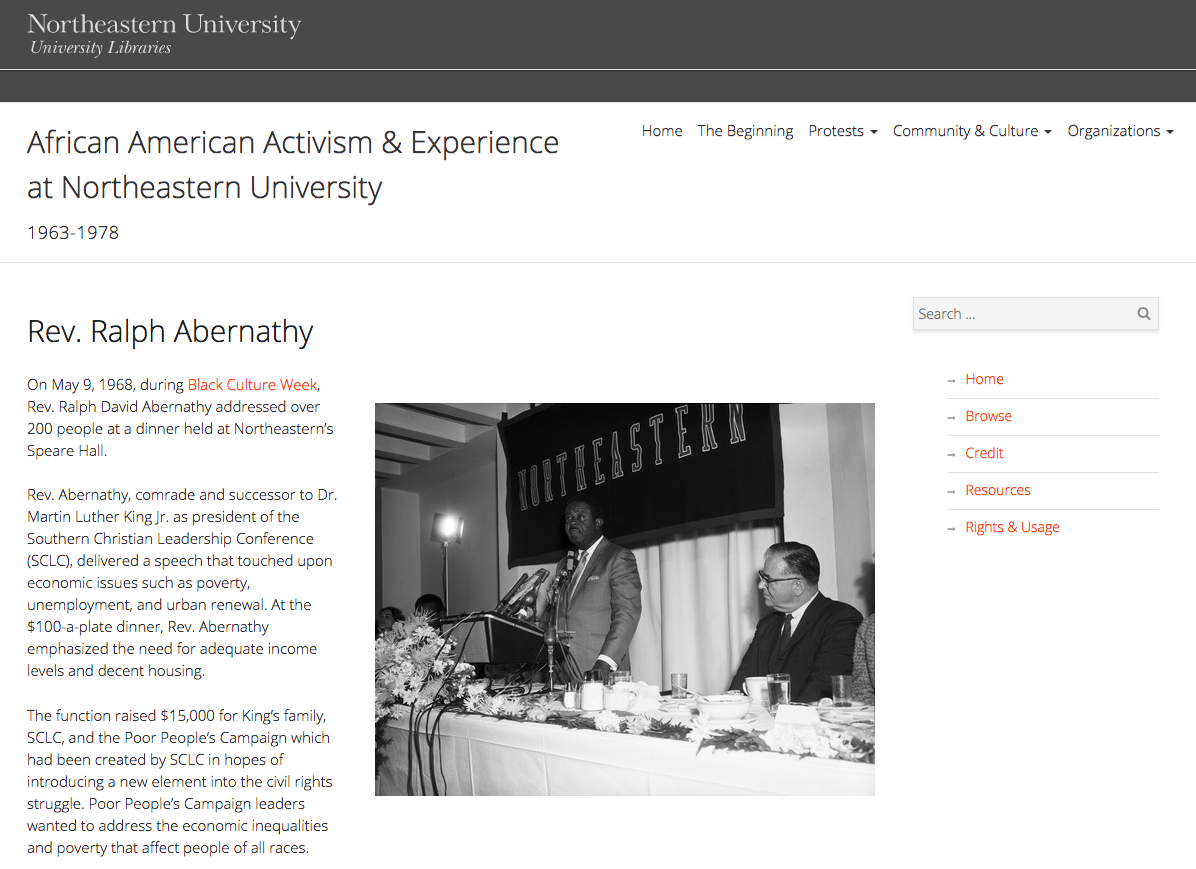 Northeastern University
University Libraries
African American Activism & Experience
at Northeastern University
1963-1978
Home The Beginning Protests Community & Culture Organizations
Rev. Ralph Abernathy
On May 9, 1968, during Black Culture Week,
Rev. Ralph David Abernathy addressed over
200 people at a dinner held at Northeastern’s
Speare Hall.
Rev. Abernathy, comrade and successor to Dr.
Martin Luther King Jr. as president of the
Southern Christian Leadership Conference
(SCLC), delivered a speech that touched upon
economic issues such as poverty,
unemployment, and urban renewal. At the
$100-a-plate dinner, Rev. Abernathy
emphasized the need for adequate income
levels and decent housing.
The function raised $15,000 for King’s family,
SCLC, and the Poor People’s Campaign which
had been created by SCLC in hopes of
introducing a new element into the civil rights
struggle. Poor People’s Campaign leaders
wanted to address the economic inequalities
and poverty that affect people of all races.
NORTHEASTERN
Search ...
Home
Browse
Credit
Resources
Rights & Usage